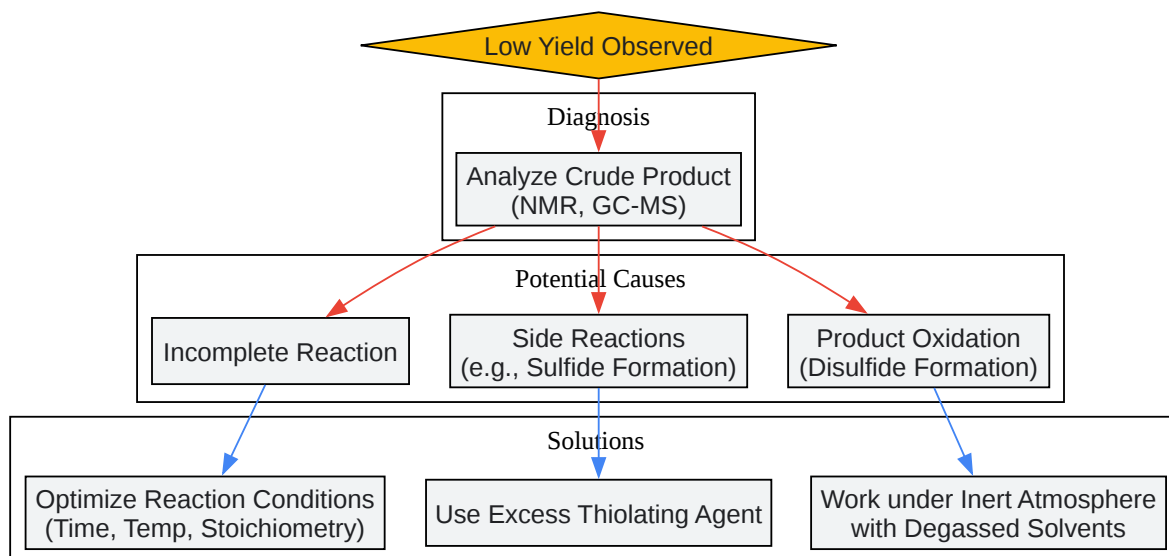 Low Yield Observed
Diagnosis
Analyze Crude Product
(NMR, GC-MS)
Potential Causes
Incomplete Reaction
Side Reactions
(e.g., Sulfide Formation)
Product Oxidation
(Disulfide Formation)
Solutions
Optimize Reaction Conditions
(Time, Temp, Stoichiometry)
Use Excess Thiolating Agent
Work under Inert Atmosphere
with Degassed Solvents